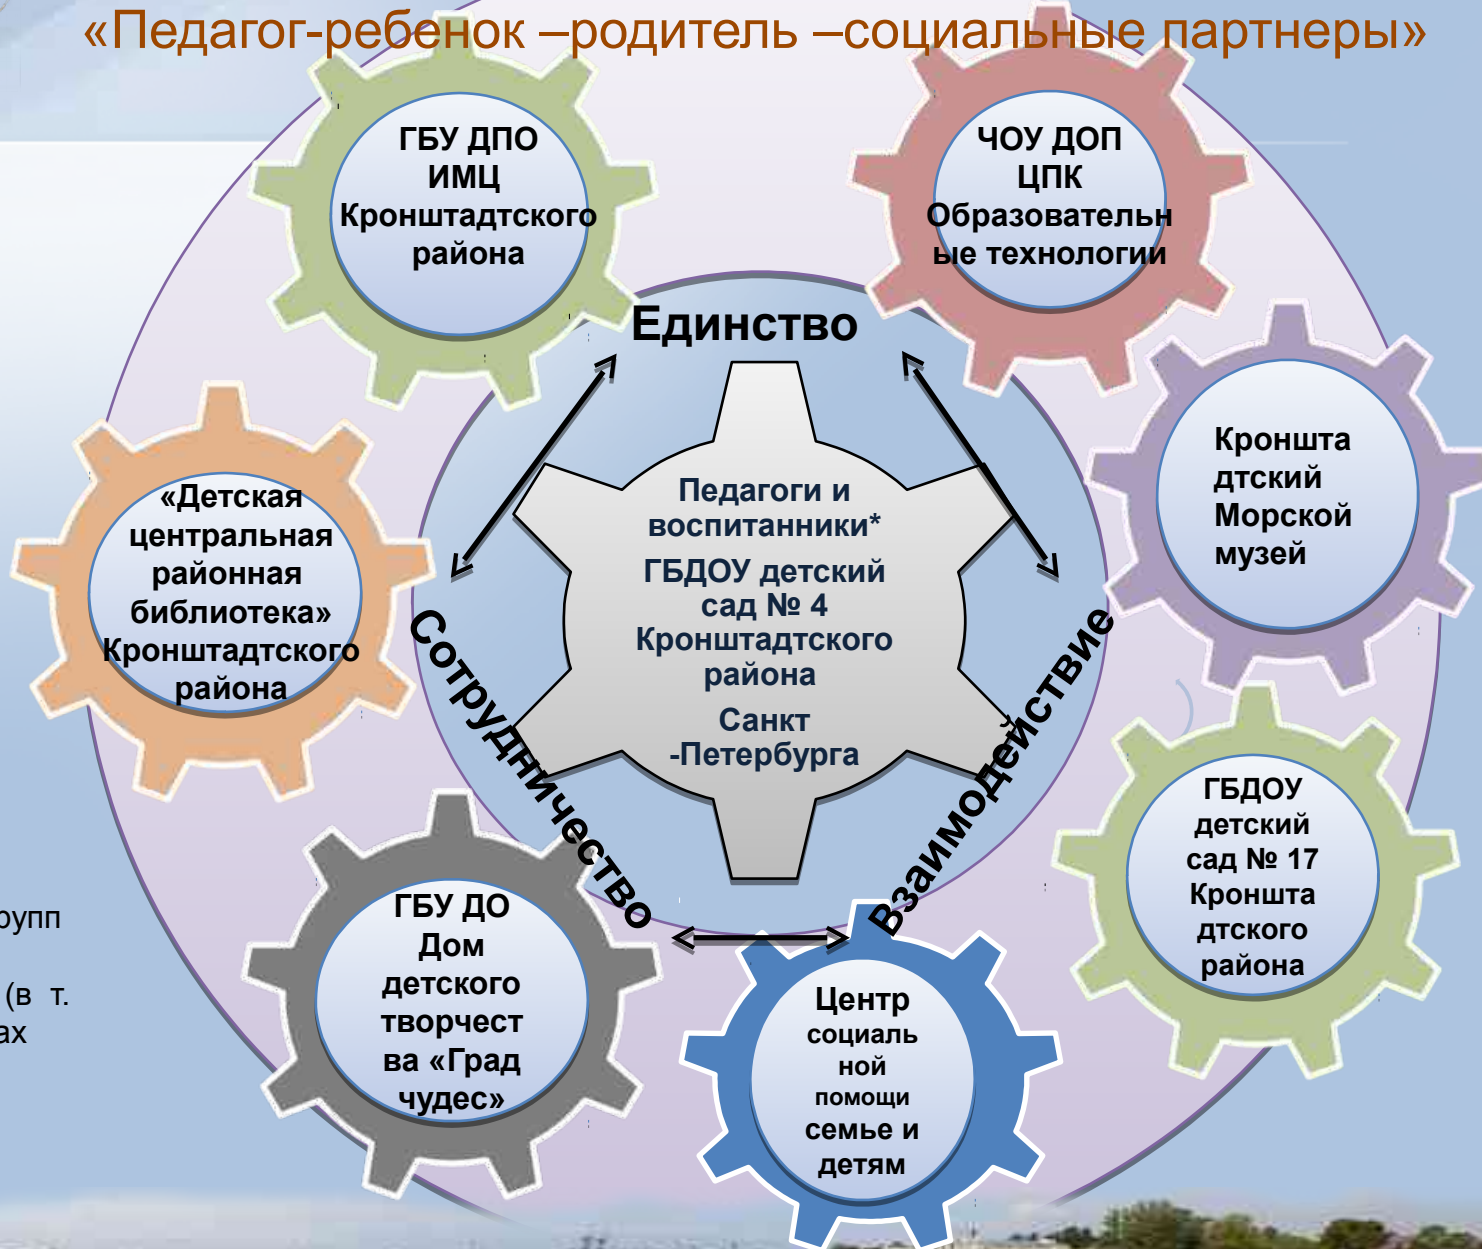 «Педагог-ребенок –родитель –социальные партнеры»
ГБУ ДПО
ИМЦ
Кронштадтского
района
ЧОУ ДОП
ЦПК
Образовательн
ые технологии
Единство
Кроншта
дтский
Морской
музей
«Детская
центральная
районная
библиотека»
Кронштадтского
района
Педагоги и
воспитанники*
ГБДОУ детский
сад № 4
Кронштадтского
района
Санкт
-Петербурга
Сотрудничество
Взаимодействие
ГБДОУ
детский
сад № 17
Кроншта
дтского
района
ГБУ ДО
Дом
детского
творчест
ва «Град
чудес»
Центр
социаль
ной
помощи
семье и
детям
(в т.